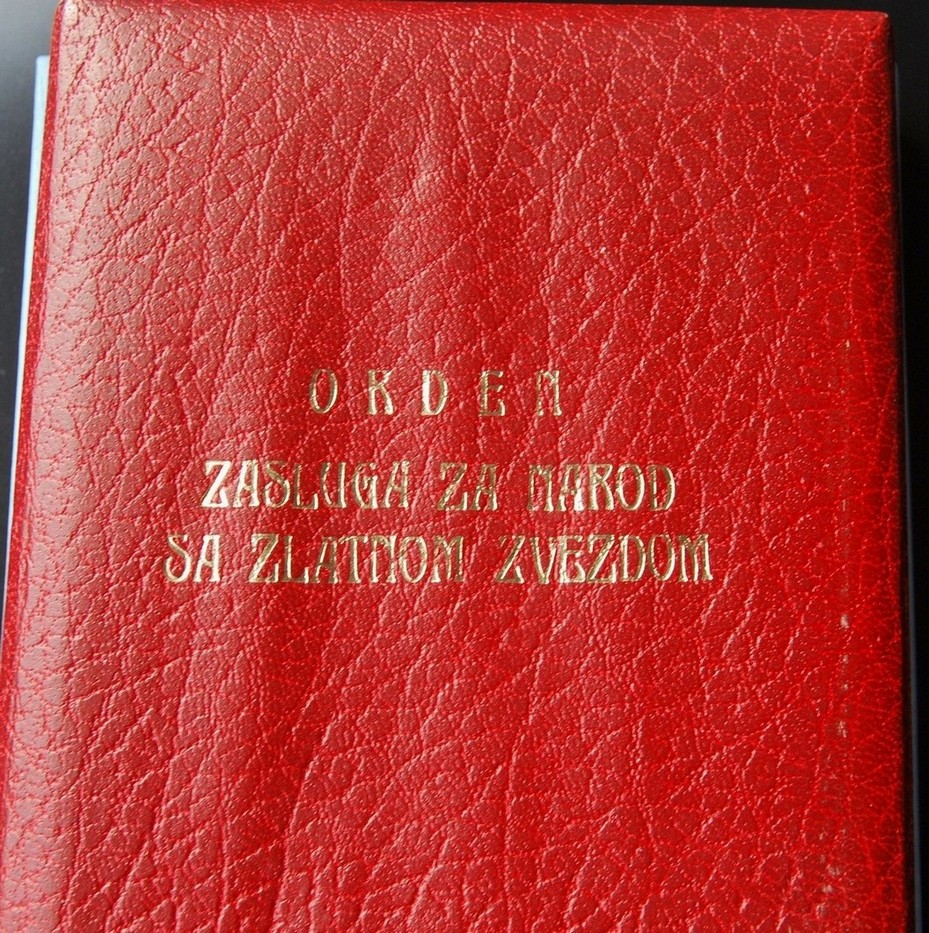 ORDEN
ZASLUGA ZA NAROD
SA ZLATNOM ZVEZDOM